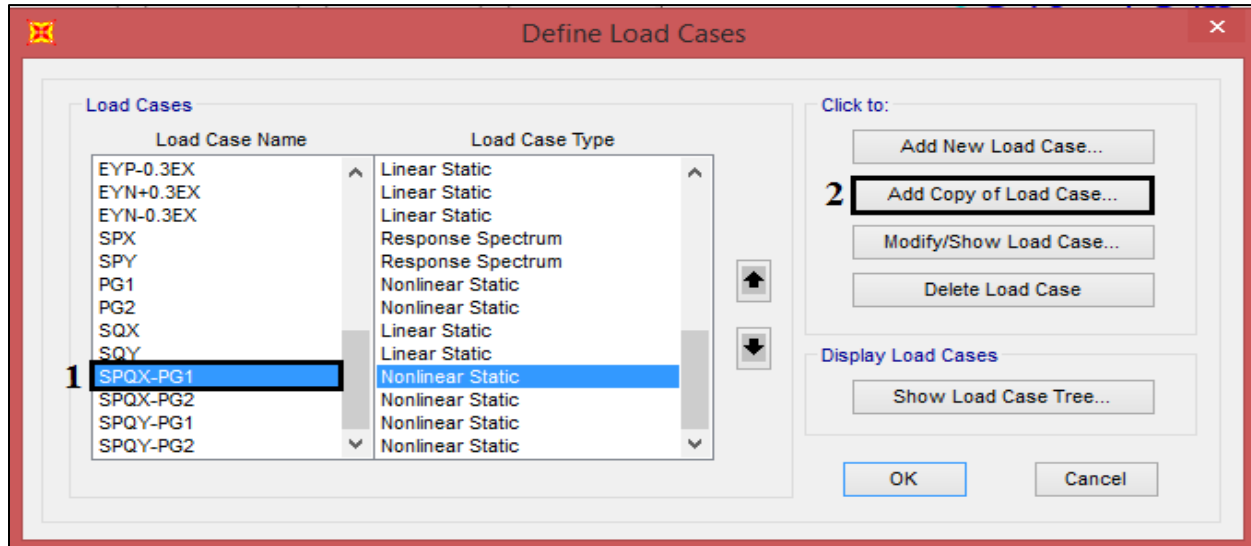 Define Load Cases
Load Cases
Load Case Name Load Case Type
EYP-0.3EX Linear Static
EYN+0.3EX Linear Static
EYN-0.3EX Linear Static
SPX Response Spectrum
SPY Response Spectrum
PG1 Nonlinear Static
PG2 Nonlinear Static
SQX Linear Static
SQY Linear Static
1 SPQX-PG1 Nonlinear Static
SPQX-PG2 Nonlinear Static
SPQY-PG1 Nonlinear Static
SPQY-PG2 Nonlinear Static
Click to:
Add New Load Case...
2 Add Copy of Load Case...
Modify/Show Load Case...
Delete Load Case
Display Load Cases
Show Load Case Tree...
OK Cancel